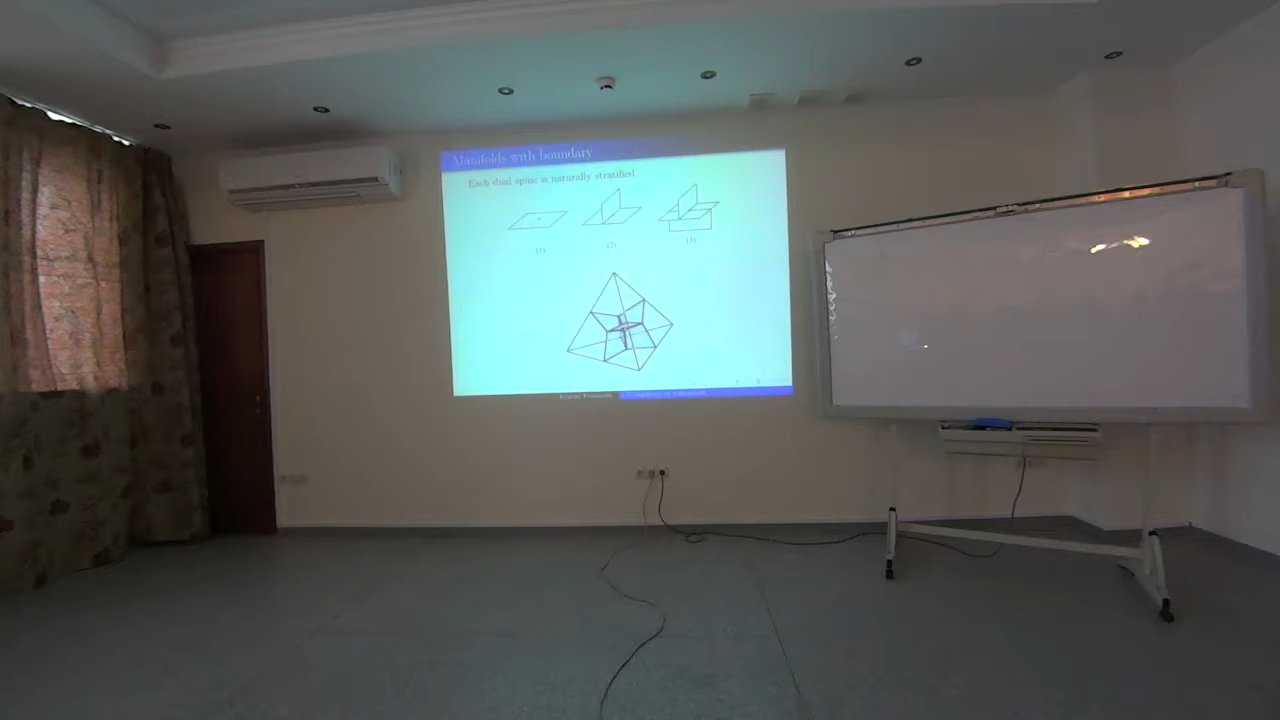 Manifolds with boundary
Each dual spine is naturally stratified
(1) (2) (3)